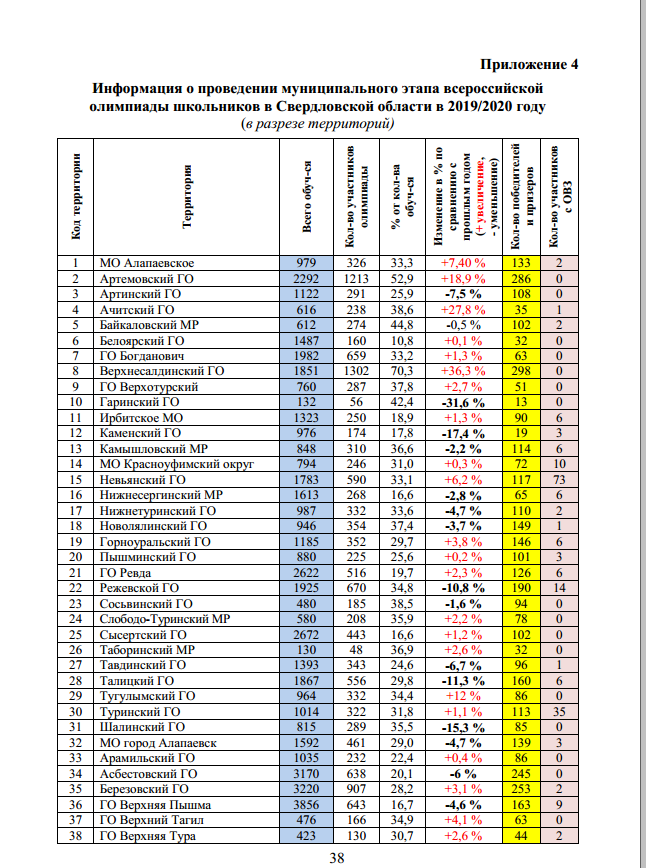 Приложение 4
Информация о проведении муниципального этапа всероссийской
олимпиады школьников в Свердловской области в 2019/2020 году
(в разрезе территорий)
Код территории | Территория | Всего обуч-ся | Кол-во участников олимпиады | % от кол-ва обуч-ся | Изменение в % по сравнению с прошлым годом (+ увеличение, - уменьшение) | Кол-во победителей и призеров | Кол-во участников с ОВЗ
1 МО Алапаевское 979 326 33,3 +7,40 % 133 2
2 Артемовский ГО 2292 1213 52,9 +18,9 % 286 0
3 Артинский ГО 1122 291 25,9 -7,5 % 108 0
4 Ачитский ГО 616 238 38,6 +27,8 % 35 1
5 Байкаловский МР 612 274 44,8 -0,5 % 102 2
6 Белоярский ГО 1487 160 10,8 +0,1 % 32 0
7 ГО Богданович 1982 659 33,2 +1,3 % 63 0
8 Верхнесалдинский ГО 1851 1302 70,3 +36,3 % 298 0
9 ГО Верхотурский 760 287 37,8 +2,7 % 51 0
10 Гаринский ГО 132 56 42,4 -31,6 % 13 0
11 Ирбитское МО 1323 250 18,9 +1,3 % 90 6
12 Каменский ГО 976 174 17,8 -17,4 % 19 3
13 Камышловский МР 848 310 36,6 -2,2 % 114 6
14 МО Красноуфимский округ 794 246 31,0 +0,3 % 72 10
15 Невьянский ГО 1783 590 33,1 +6,2 % 117 73
16 Нижнесергинский МР 1613 268 16,6 -2,8 % 65 6
17 Нижнетуринский ГО 987 332 33,6 -4,7 % 110 2
18 Новолялинский ГО 946 354 37,4 -3,7 % 149 1
19 Горноуральский ГО 1185 352 29,7 +3,8 % 146 6
20 Пышминский ГО 880 225 25,6 +0,2 % 101 3
21 ГО Ревда 2622 516 19,7 +2,3 % 126 6
22 Режевской ГО 1925 670 34,8 -10,8 % 190 14
23 Сосьвинский ГО 480 185 38,5 -1,6 % 94 0
24 Слободо-Туринский МР 580 208 35,9 +2,2 % 78 0
25 Сысертский ГО 2672 443 16,6 +1,2 % 102 0
26 Таборинский МР 130 48 36,9 +2,6 % 32 0
27 Тавдинский ГО 1393 343 24,6 -6,7 % 96 1
28 Талицкий ГО 1867 556 29,8 -11,3 % 160 6
29 Тугулымский ГО 964 332 34,4 +12 % 86 0
30 Туринский ГО 1014 322 31,8 +1,1 % 113 35
31 Шалинский ГО 815 289 35,5 -15,3 % 85 0
32 МО город Алапаевск 1592 461 29,0 -4,7 % 139 3
33 Арамильский ГО 1035 232 22,4 +0,4 % 86 0
34 Асбестовский ГО 3170 638 20,1 -6 % 245 0
35 Березовский ГО 3220 907 28,2 +3,1 % 253 2
36 ГО Верхняя Пышма 3856 643 16,7 -4,6 % 163 9
37 ГО Верхний Тагил 476 166 34,9 +4,1 % 63 0
38 ГО Верхняя Тура 423 130 30,7 +2,6 % 44 2
38